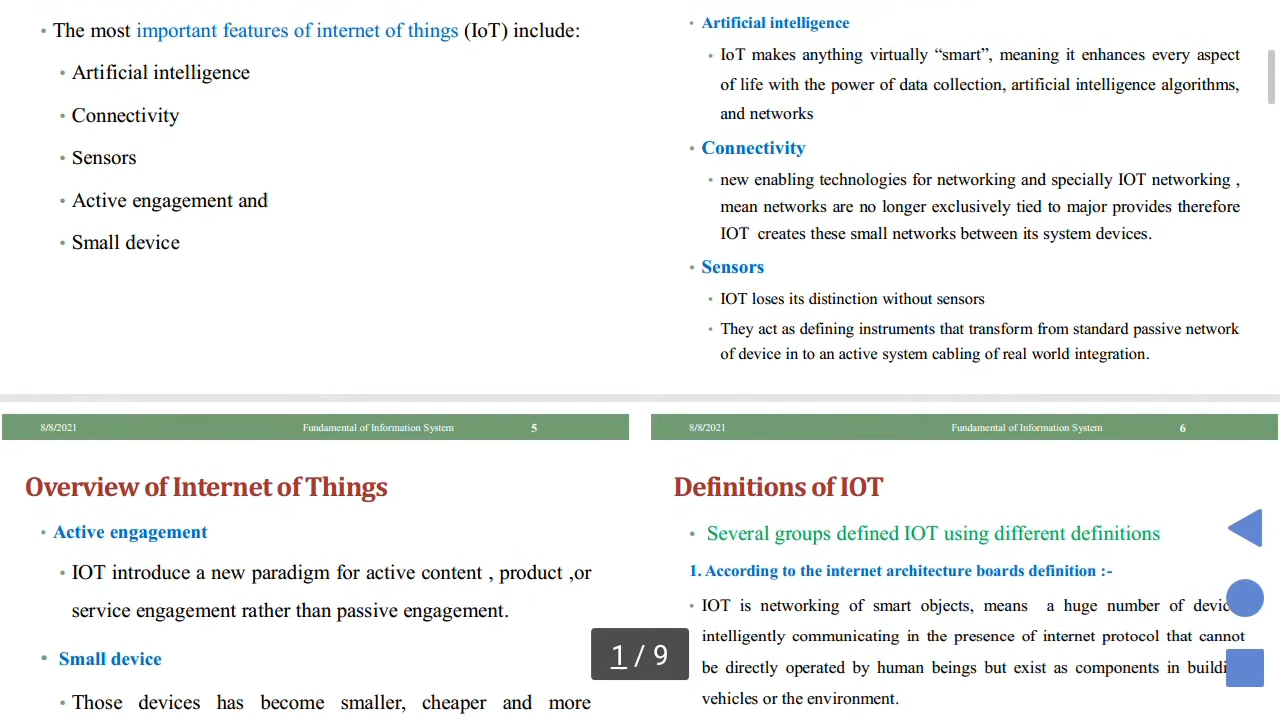 • The most important features of internet of things (IoT) include:
• Artificial intelligence
• Connectivity
• Sensors
• Active engagement and
• Small device
• Artificial intelligence
• IoT makes anything virtually “smart”, meaning it enhances every aspect
of life with the power of data collection, artificial intelligence algorithms,
and networks
• Connectivity
• new enabling technologies for networking and specially IOT networking ,
mean networks are no longer exclusively tied to major provides therefore
IOT creates these small networks between its system devices.
• Sensors
• IOT loses its distinction without sensors
• They act as defining instruments that transform from standard passive network
of device in to an active system cabling of real world integration.
8/8/2021 Fundamental of Information System 5
Overview of Internet of Things
• Active engagement
• IOT introduce a new paradigm for active content , product ,or
service engagement rather than passive engagement.
• Small device
• Those devices has become smaller, cheaper and more
8/8/2021 Fundamental of Information System 6
Definitions of IOT
• Several groups defined IOT using different definitions
1. According to the internet architecture boards definition :-
• IOT is networking of smart objects, means a huge number of devic
intelligently communicating in the presence of internet protocol that cannot
be directly operated by human beings but exist as components in buildi
vehicles or the environment.
1 / 9